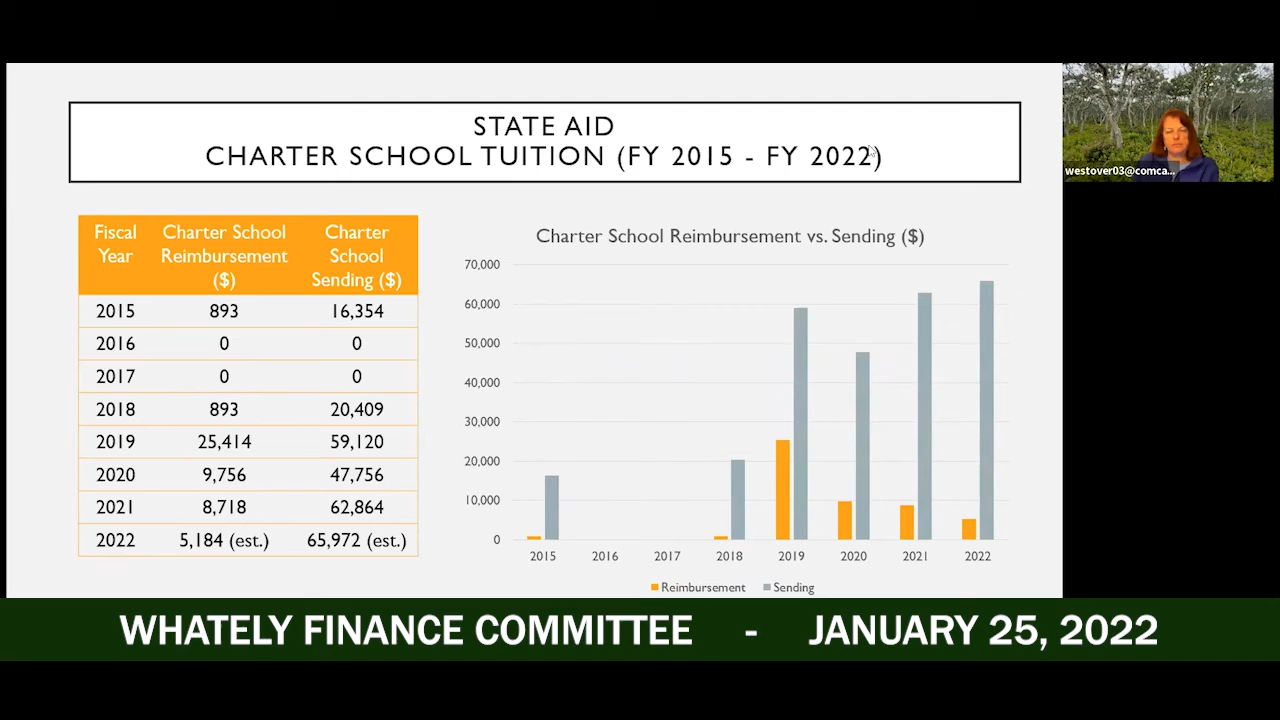 STATE AID
CHARTER SCHOOL TUITION (FY 2015 - FY 2022)
westover03@comca...
Fiscal Year Charter School Reimbursement ($) Charter School Sending ($)
2015 893 16,354
2016 0 0
2017 0 0
2018 893 20,409
2019 25,414 59,120
2020 9,756 47,756
2021 8,718 62,864
2022 5,184 (est.) 65,972 (est.)
Charter School Reimbursement vs. Sending ($)
70,000
60,000
50,000
40,000
30,000
20,000
10,000
0
2015 2016 2017 2018 2019 2020 2021 2022
Reimbursement Sending
WHATELY FINANCE COMMITTEE - JANUARY 25, 2022